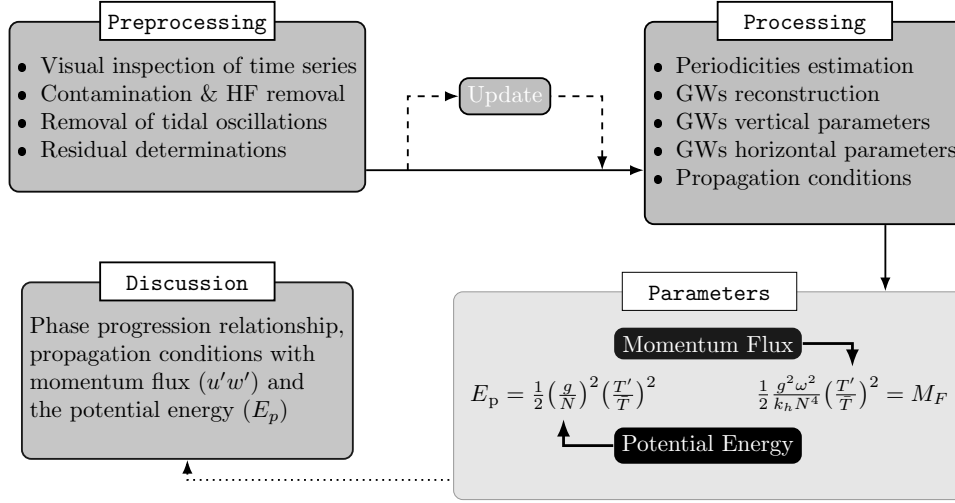 Preprocessing
• Visual inspection of time series
• Contamination & HF removal
• Removal of tidal oscillations
• Residual determinations
Update
Processing
• Periodicities estimation
• GWs reconstruction
• GWs vertical parameters
• GWs horizontal parameters
• Propagation conditions
Discussion
Phase progression relationship,
propagation conditions with
momentum flux (u′w′) and
the potential energy (E_p)
Parameters
Momentum Flux
E_p = 1/2 (g/N)^2 (T′/T̄)^2
1/2 g^2ω^2/k_hN^4 (T′/T̄)^2 = M_F
Potential Energy